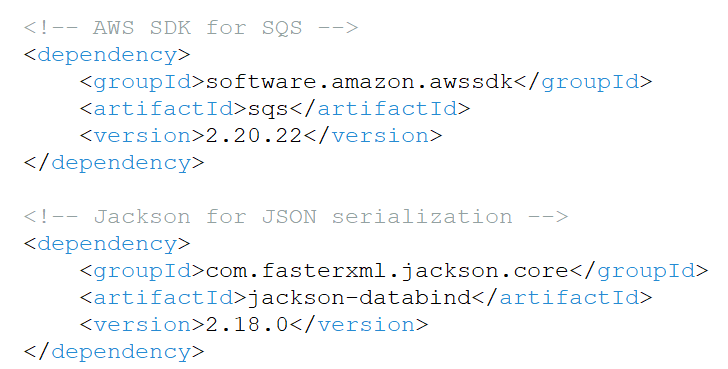 <!-- AWS SDK for SQS -->
<dependency>
    <groupId>software.amazon.awssdk</groupId>
    <artifactId>sqs</artifactId>
    <version>2.20.22</version>
</dependency>

<!-- Jackson for JSON serialization -->
<dependency>
    <groupId>com.fasterxml.jackson.core</groupId>
    <artifactId>jackson-databind</artifactId>
    <version>2.18.0</version>
</dependency>